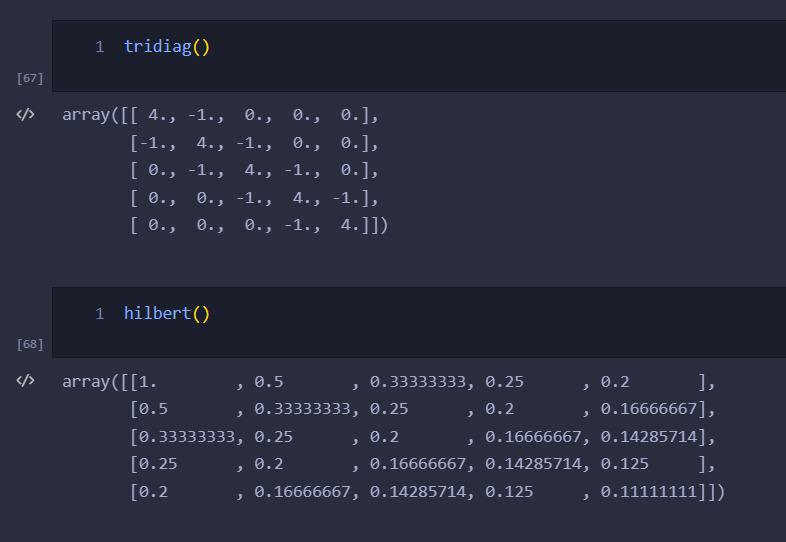 1 tridiag()
[67]
</> array([[ 4., -1.,  0.,  0.,  0.],
       [-1.,  4., -1.,  0.,  0.],
       [ 0., -1.,  4., -1.,  0.],
       [ 0.,  0., -1.,  4., -1.],
       [ 0.,  0.,  0., -1.,  4.]])
1 hilbert()
[68]
</> array([[1.        , 0.5       , 0.33333333, 0.25      , 0.2       ],
       [0.5       , 0.33333333, 0.25      , 0.2       , 0.16666667],
       [0.33333333, 0.25      , 0.2       , 0.16666667, 0.14285714],
       [0.25      , 0.2       , 0.16666667, 0.14285714, 0.125     ],
       [0.2       , 0.16666667, 0.14285714, 0.125     , 0.11111111]])